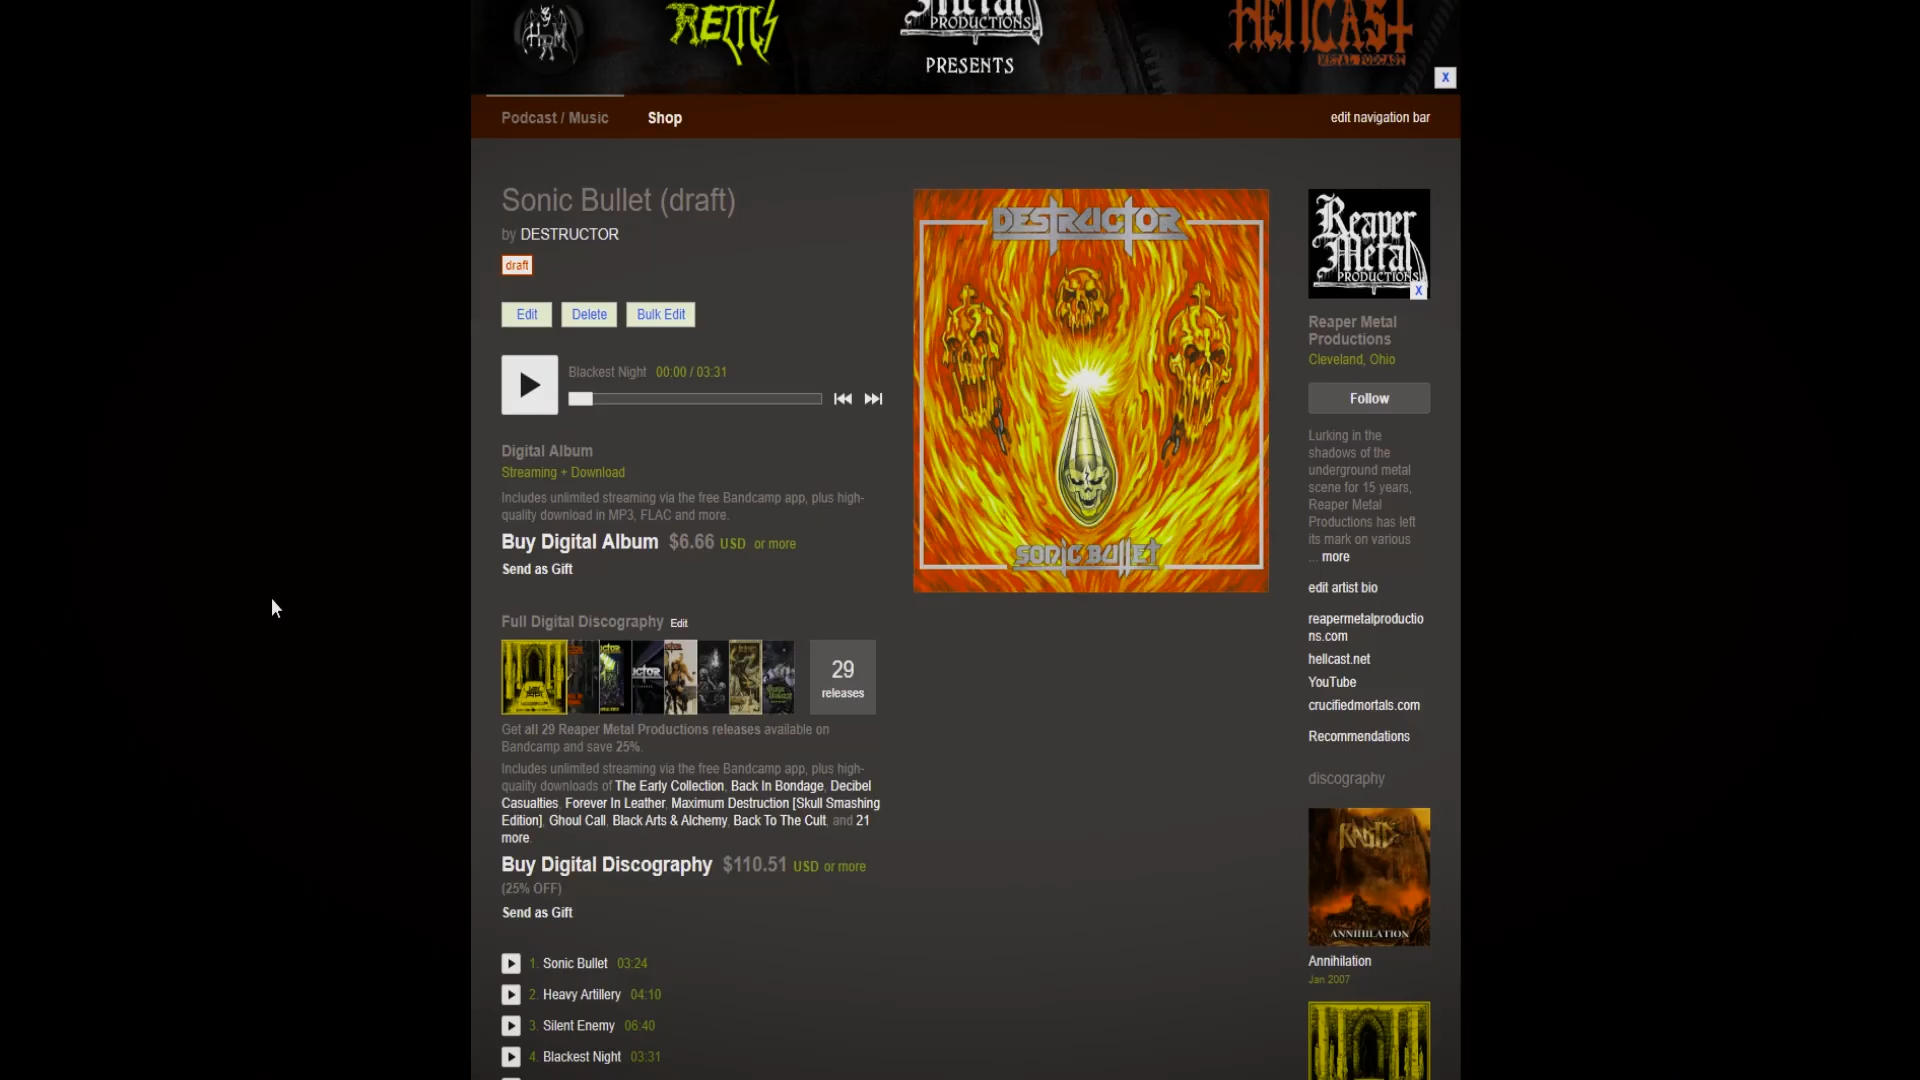 HRM
RELICS
Metal
PRODUCTIONS
PRESENTS
HELLCAST
METAL PODCAST
X
Podcast / Music
Shop
edit navigation bar
Sonic Bullet (draft)
by DESTRUCTOR
draft
Edit
Delete
Bulk Edit
Blackest Night 00:00 / 03:31
Digital Album
Streaming + Download
Includes unlimited streaming via the free Bandcamp app, plus high-
quality download in MP3, FLAC and more.
Buy Digital Album $6.66 USD or more
Send as Gift
Full Digital Discography Edit
29
releases
Get all 29 Reaper Metal Productions releases available on
Bandcamp and save 25%.
Includes unlimited streaming via the free Bandcamp app, plus high-
quality downloads of The Early Collection, Back In Bondage, Decibel
Casualties, Forever In Leather, Maximum Destruction [Skull Smashing
Edition], Ghoul Call, Black Arts & Alchemy, Back To The Cult, and 21
more.
Buy Digital Discography $110.51 USD or more
(25% OFF)
Send as Gift
1. Sonic Bullet 03:24
2. Heavy Artillery 04:10
3. Silent Enemy 06:40
4. Blackest Night 03:31
DESTRUCTOR
SONIC BULLET
Reaper
Metal
PRODUCTIONS
X
Reaper Metal
Productions
Cleveland, Ohio
Follow
Lurking in the
shadows of the
underground metal
scene for 15 years,
Reaper Metal
Productions has left
its mark on various
... more
edit artist bio
reapermetalproductio
ns.com
hellcast.net
YouTube
crucifiedmortals.com
Recommendations
discography
ANNIHILATION
Annihilation
Jan 2007